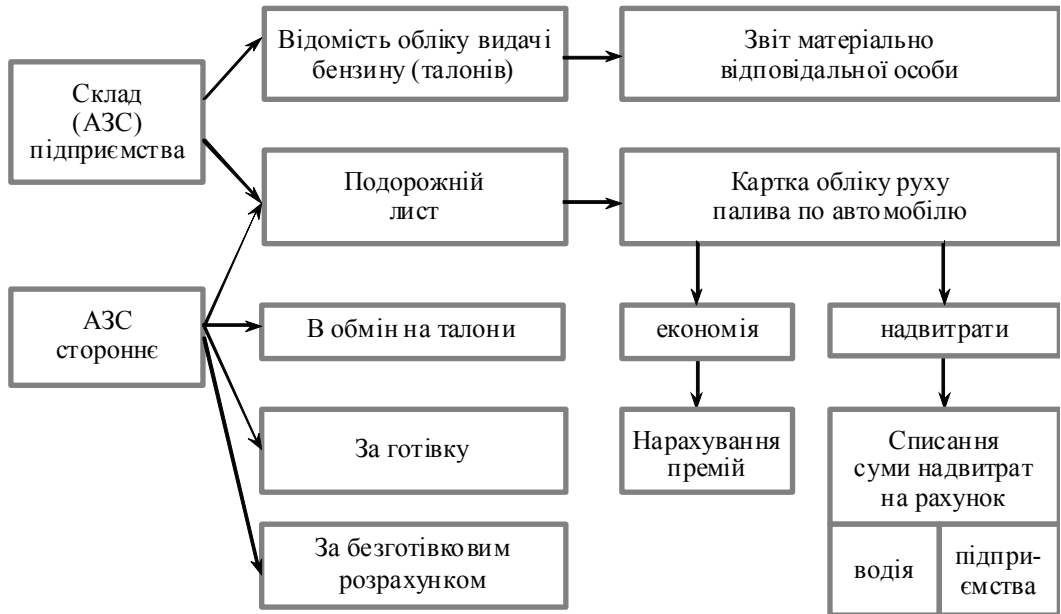 Склад
(АЗС)
підприємства
Відомість обліку видачі
бензину (талонів)
Звіт матеріально
відповідальної особи
Подорожній
лист
Картка обліку руху
палива по автомобілю
АЗС
стороннє
В обмін на талони
економія
надвитрати
За готівку
Нарахування
премій
Списання
суми надвитрат
на рахунок
За безготівковим
розрахунком
водія
підпри-
ємства